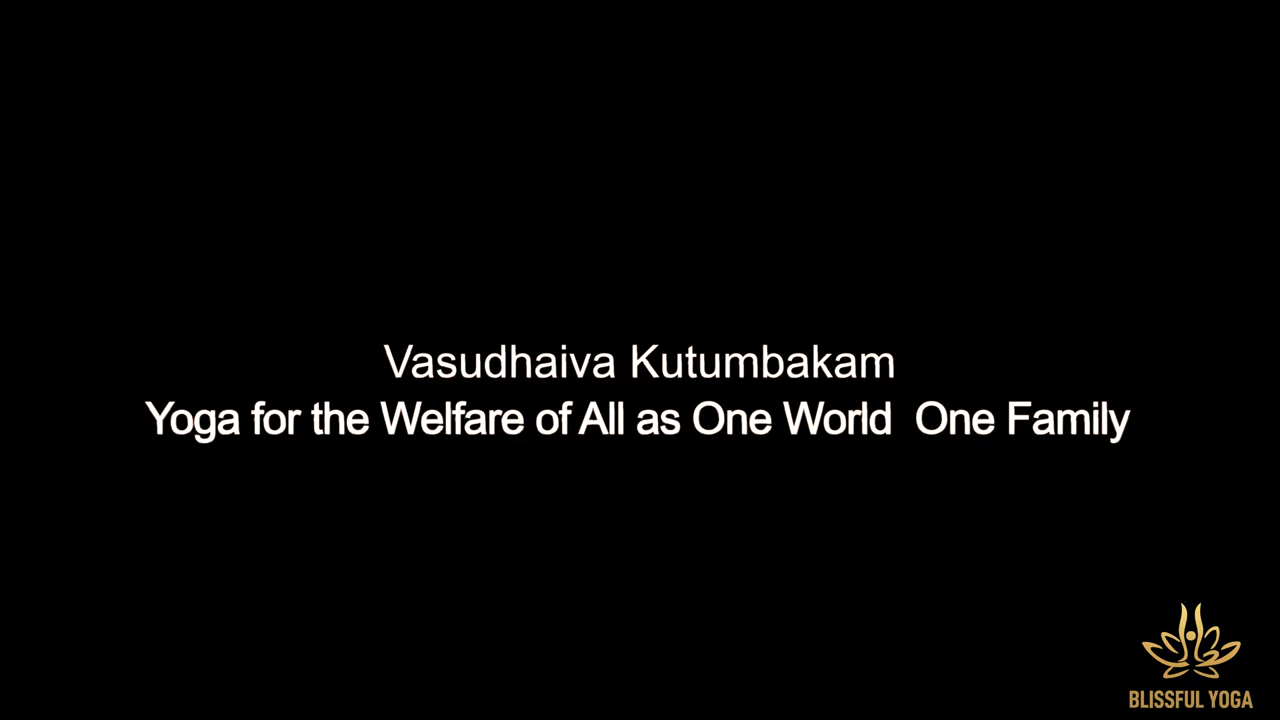 Vasudhaiva Kutumbakam
Yoga for the Welfare of All as One World  One Family
BLISSFUL YOGA